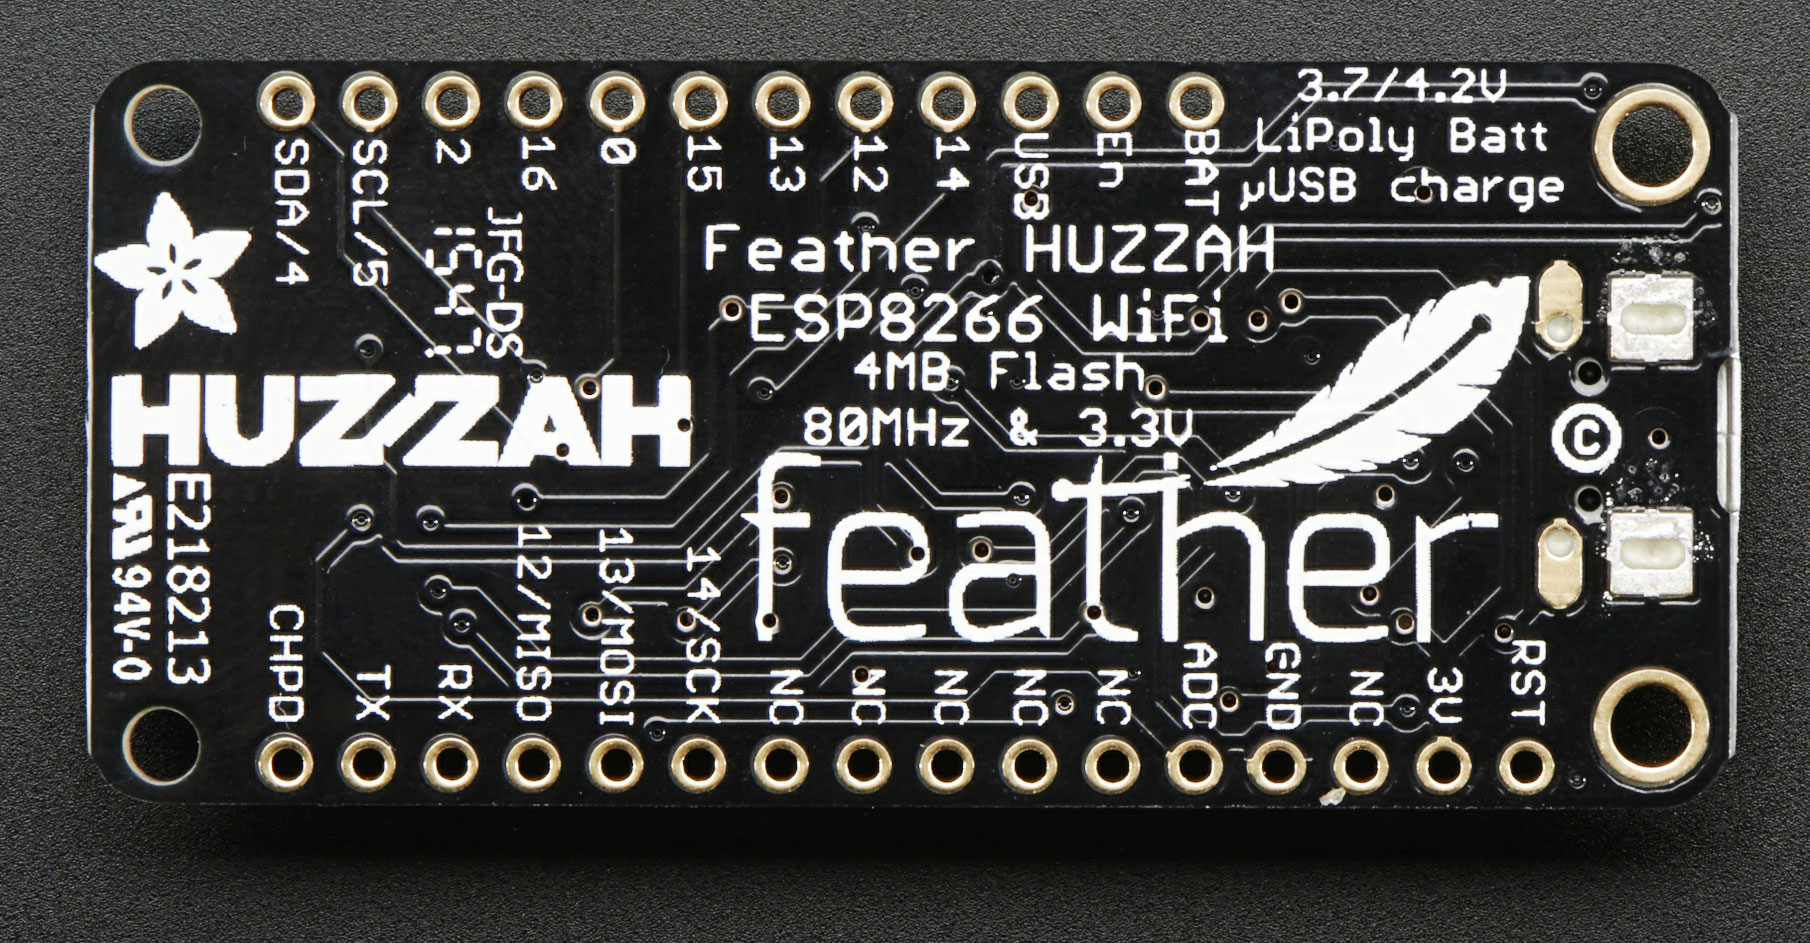 SDA/4
SCL/5
2
16
0
15
13
12
14
USB
En
BAT
3.7/4.2V
LiPoly Batt
µUSB charge
Feather HUZZAH
ESP8266 WiFi
4MB Flash
80MHz & 3.3V
JFG-DS
1547
HUZZAH
feather
©
E218213
94V-0
CHPD
TX
RX
12/MISO
13/MOSI
14/SCK
NC
NC
NC
NC
NC
ADC
GND
NC
3V
RST